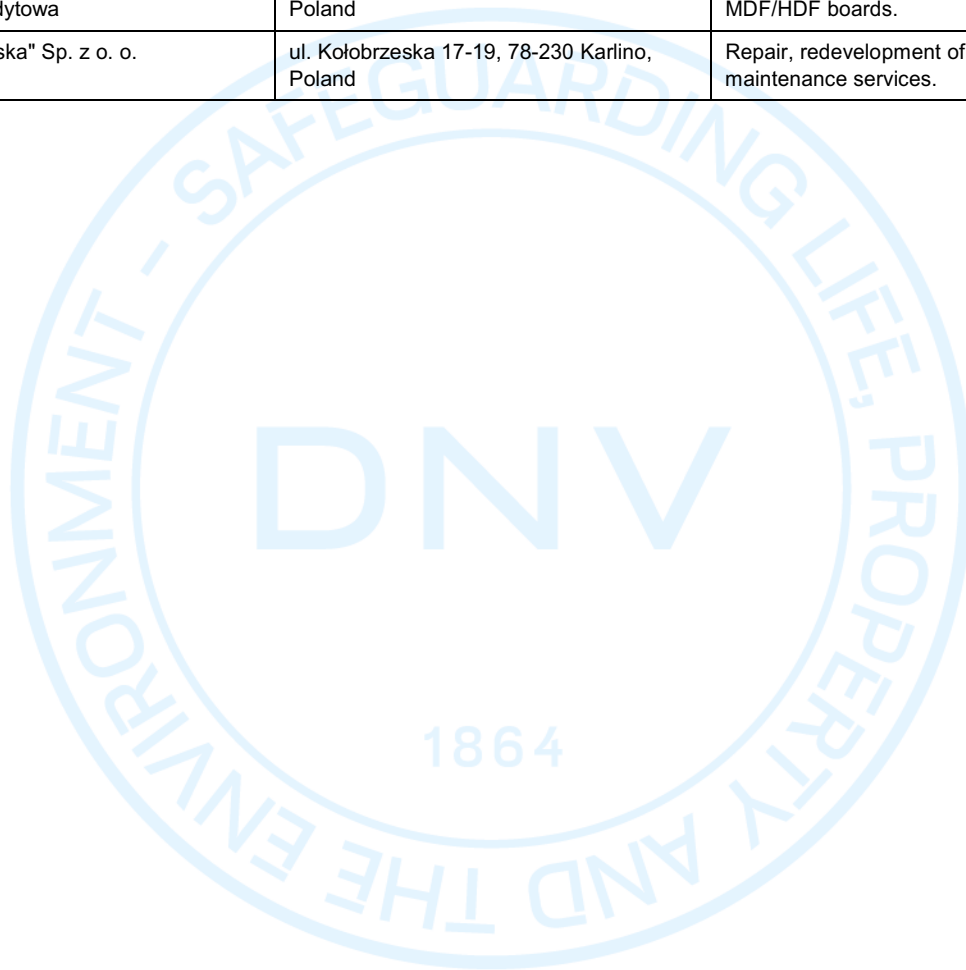 dytowa
Poland
MDF/HDF boards.
ska" Sp. z o. o.
ul. Kołobrzeska 17-19, 78-230 Karlino,
Poland
Repair, redevelopment of
maintenance services.
SAFEGUARDING LIFE, PROPERTY AND THE ENVIRONMENT -
DNV
1864